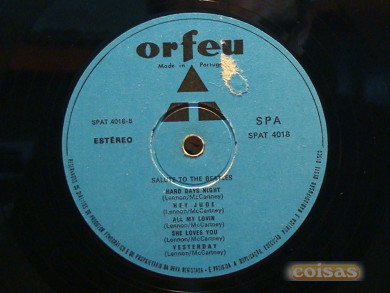 orfeu
Made in Portugal
SPAT 4018-B
ESTÉREO
SPA
SPAT 4018
SALUTE TO THE BEATLES
HARD DAYS NIGHT
(Lennon/McCartney)
HEY JUDE
(Lennon/McCartney)
ALL MY LOVIN
(Lennon/McCartney)
SHE LOVES YOU
(Lennon/McCartney)
YESTERDAY
(Lennon/McCartney)
coisas